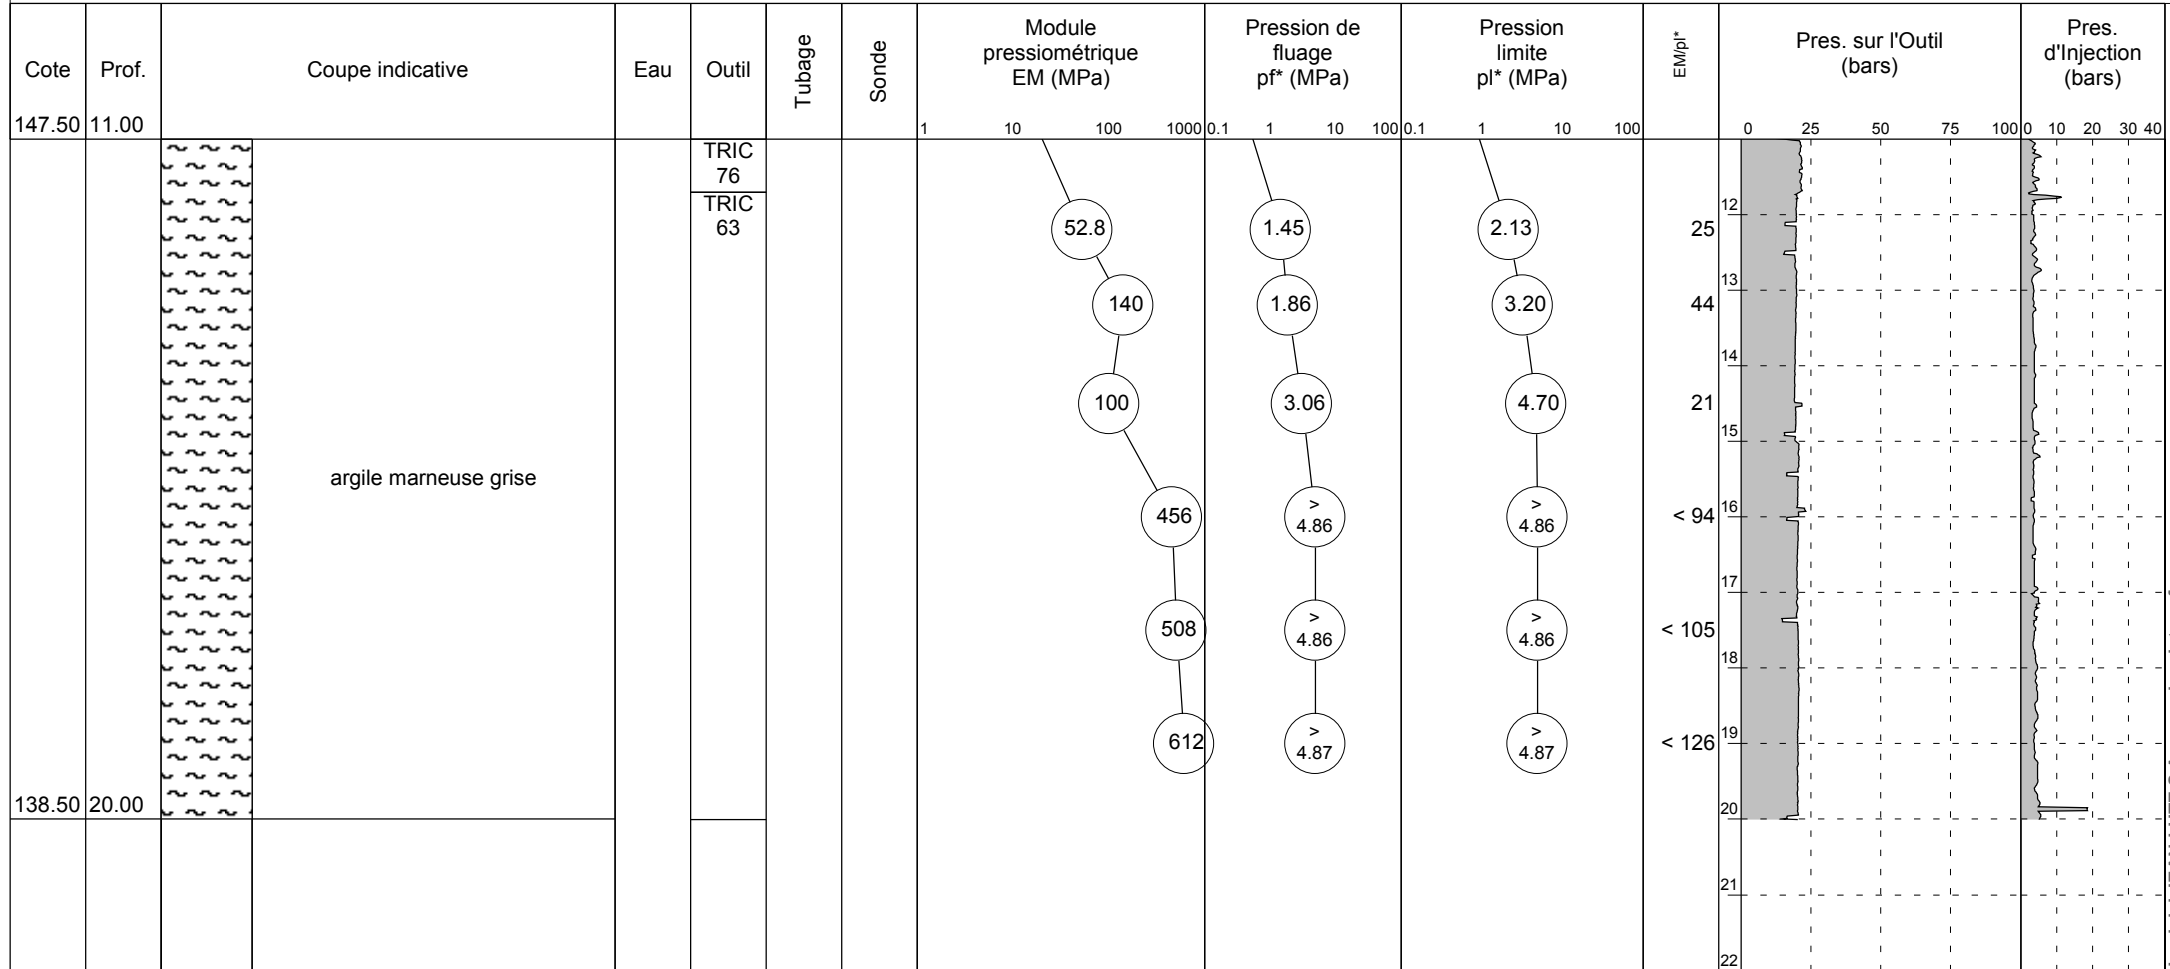 Cote
Prof.
Coupe indicative
Eau
Outil
Tubage
Sonde
Module
pressiométrique
EM (MPa)
Pression de
fluage
pf* (MPa)
Pression
limite
pl* (MPa)
EM/pl*
Pres. sur l'Outil
(bars)
Pres.
d'Injection
(bars)
147.50 11.00
1 10 100 1000
0.1 1 10 100
0.1 1 10 100
0 25 50 75 100
0 10 20 30 40
TRIC
76
TRIC
63
12
52.8 1.45 2.13 25
13
140 1.86 3.20 44
14
100 3.06 4.70 21
15
argile marneuse grise
16
456 > 4.86 > 4.86 < 94
17
508 > 4.86 > 4.86 < 105
18
19
612 > 4.87 > 4.87 < 126
138.50 20.00
20
21
22